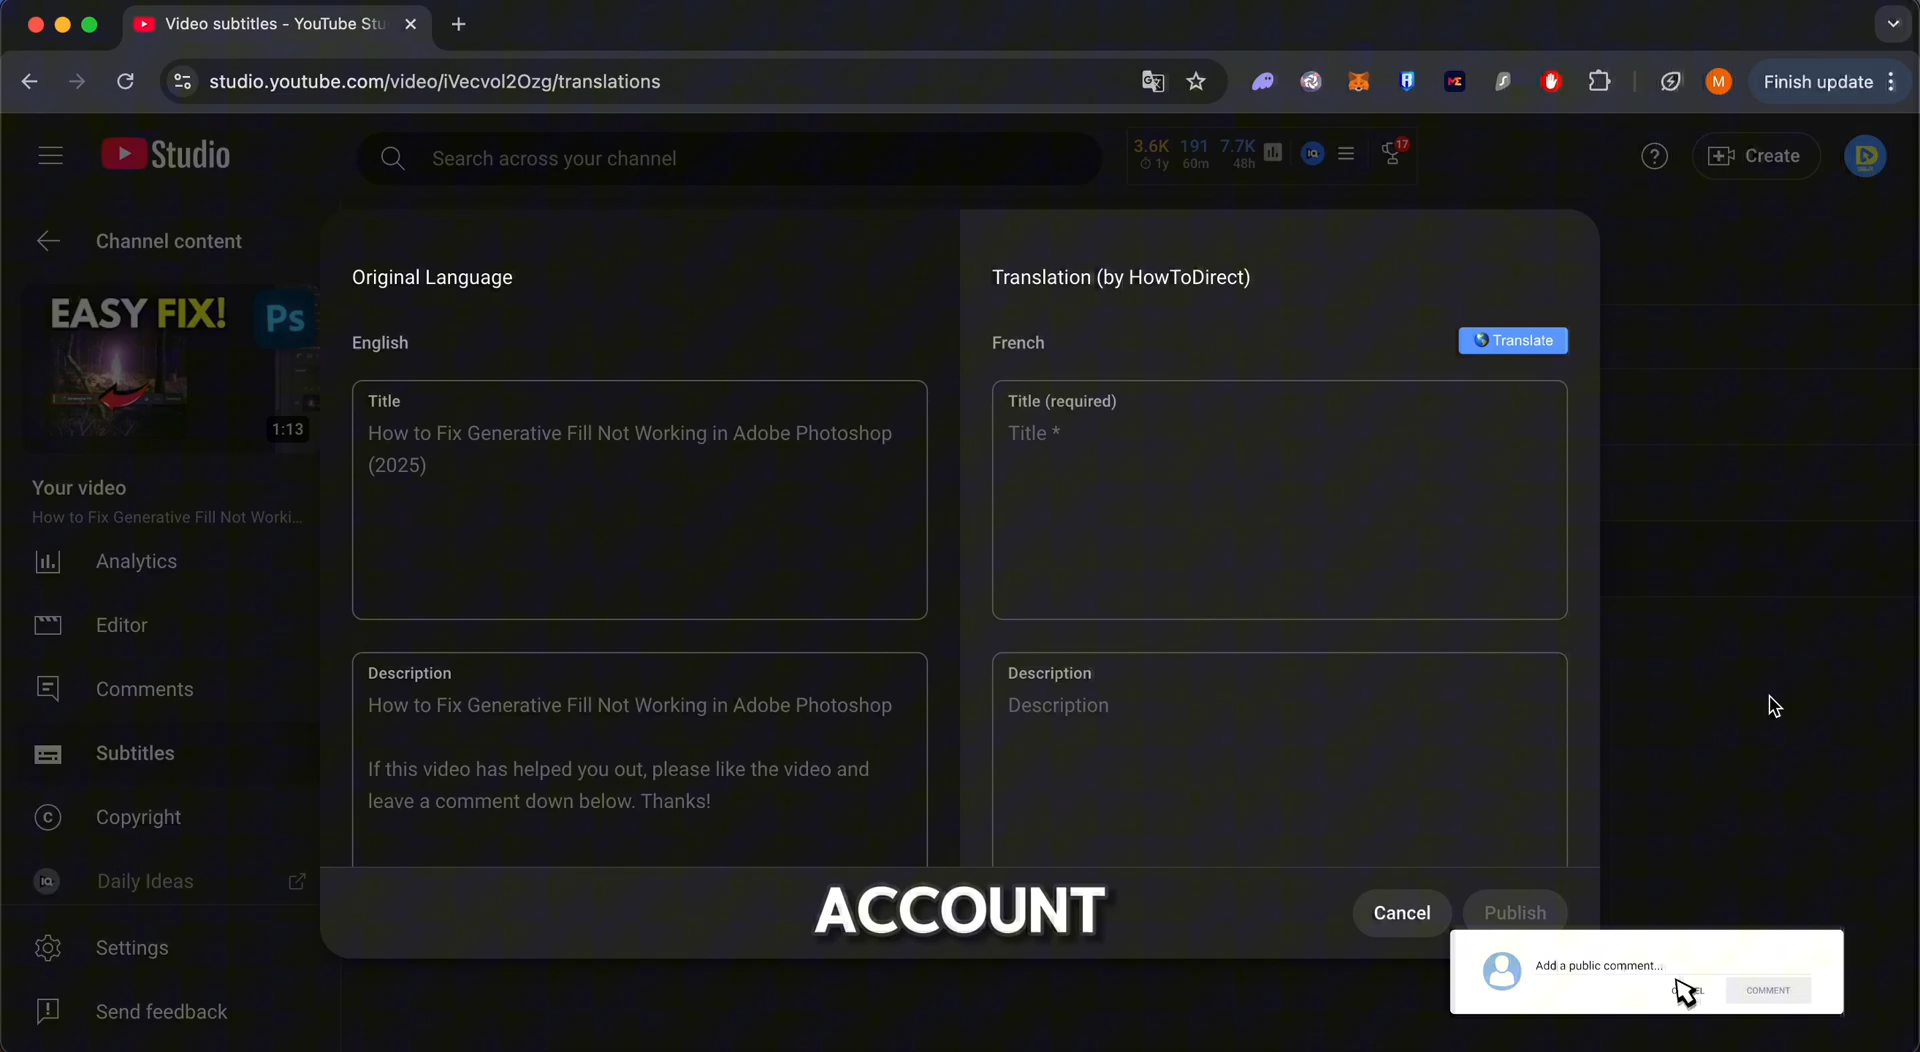 Video subtitles - YouTube Stu
studio.youtube.com/video/iVecvol2Ozg/translations
M
Finish update
Studio
Search across your channel
3.6K 191 7.7K
1y 60m 48h
IQ
17
?
Create
Channel content
Original Language
Translation (by HowToDirect)
EASY FIX!
Ps
1:13
English
French
Translate
Title
How to Fix Generative Fill Not Working in Adobe Photoshop
(2025)
Title (required)
Title *
Your video
How to Fix Generative Fill Not Worki...
Analytics
Editor
Comments
Subtitles
Copyright
IQ
Daily Ideas
Settings
Send feedback
Description
How to Fix Generative Fill Not Working in Adobe Photoshop
If this video has helped you out, please like the video and
leave a comment down below. Thanks!
Description
Description
ACCOUNT
Cancel
Publish
Add a public comment...
COMMENT